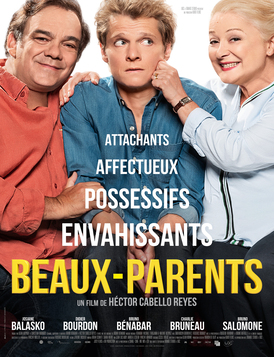 ATTACHANTS
AFFECTUEUX
POSSESSIFS
ENVAHISSANTS
BEAUX-PARENTS
UN FILM DE HÉCTOR CABELLO REYES
JOSIANE BALASKO
DIDIER BOURDON
BRUNO BÉNABAR
CHARLIE BRUNEAU
BRUNO SALOMONE